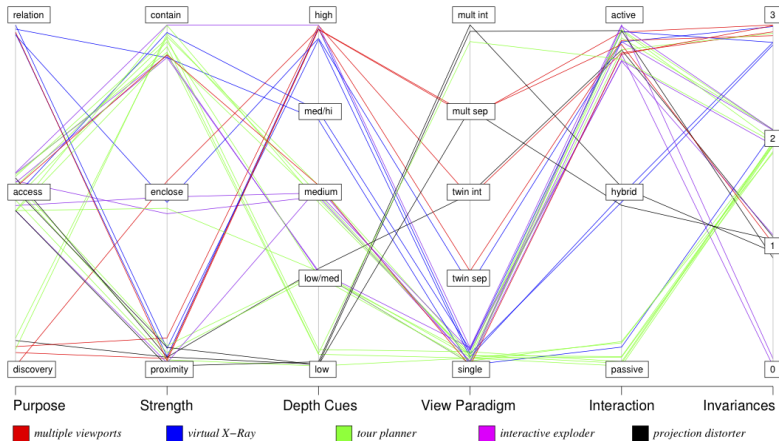 relation contain high mult int active 3
med/hi mult sep
2
access enclose medium twin int hybrid
1
low/med twin sep
discovery proximity low single passive 0
Purpose Strength Depth Cues View Paradigm Interaction Invariances
multiple viewports virtual X-Ray tour planner interactive exploder projection distorter